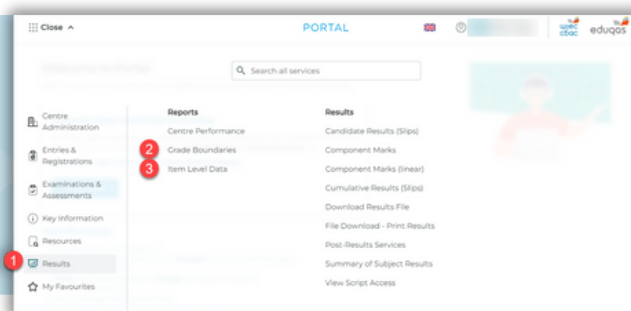 Close
PORTAL
wjec
cbac
eduqas
Search all services
Centre
Administration
Entries &
Registrations
Examinations &
Assessments
Key Information
Resources
1
Results
My Favourites
Reports
Centre Performance
2
Grade Boundaries
3
Item Level Data
Results
Candidate Results (Slips)
Component Marks
Component Marks (linear)
Cumulative Results (Slips)
Download Results File
File Download - Print Results
Post-Results Services
Summary of Subject Results
View Script Access